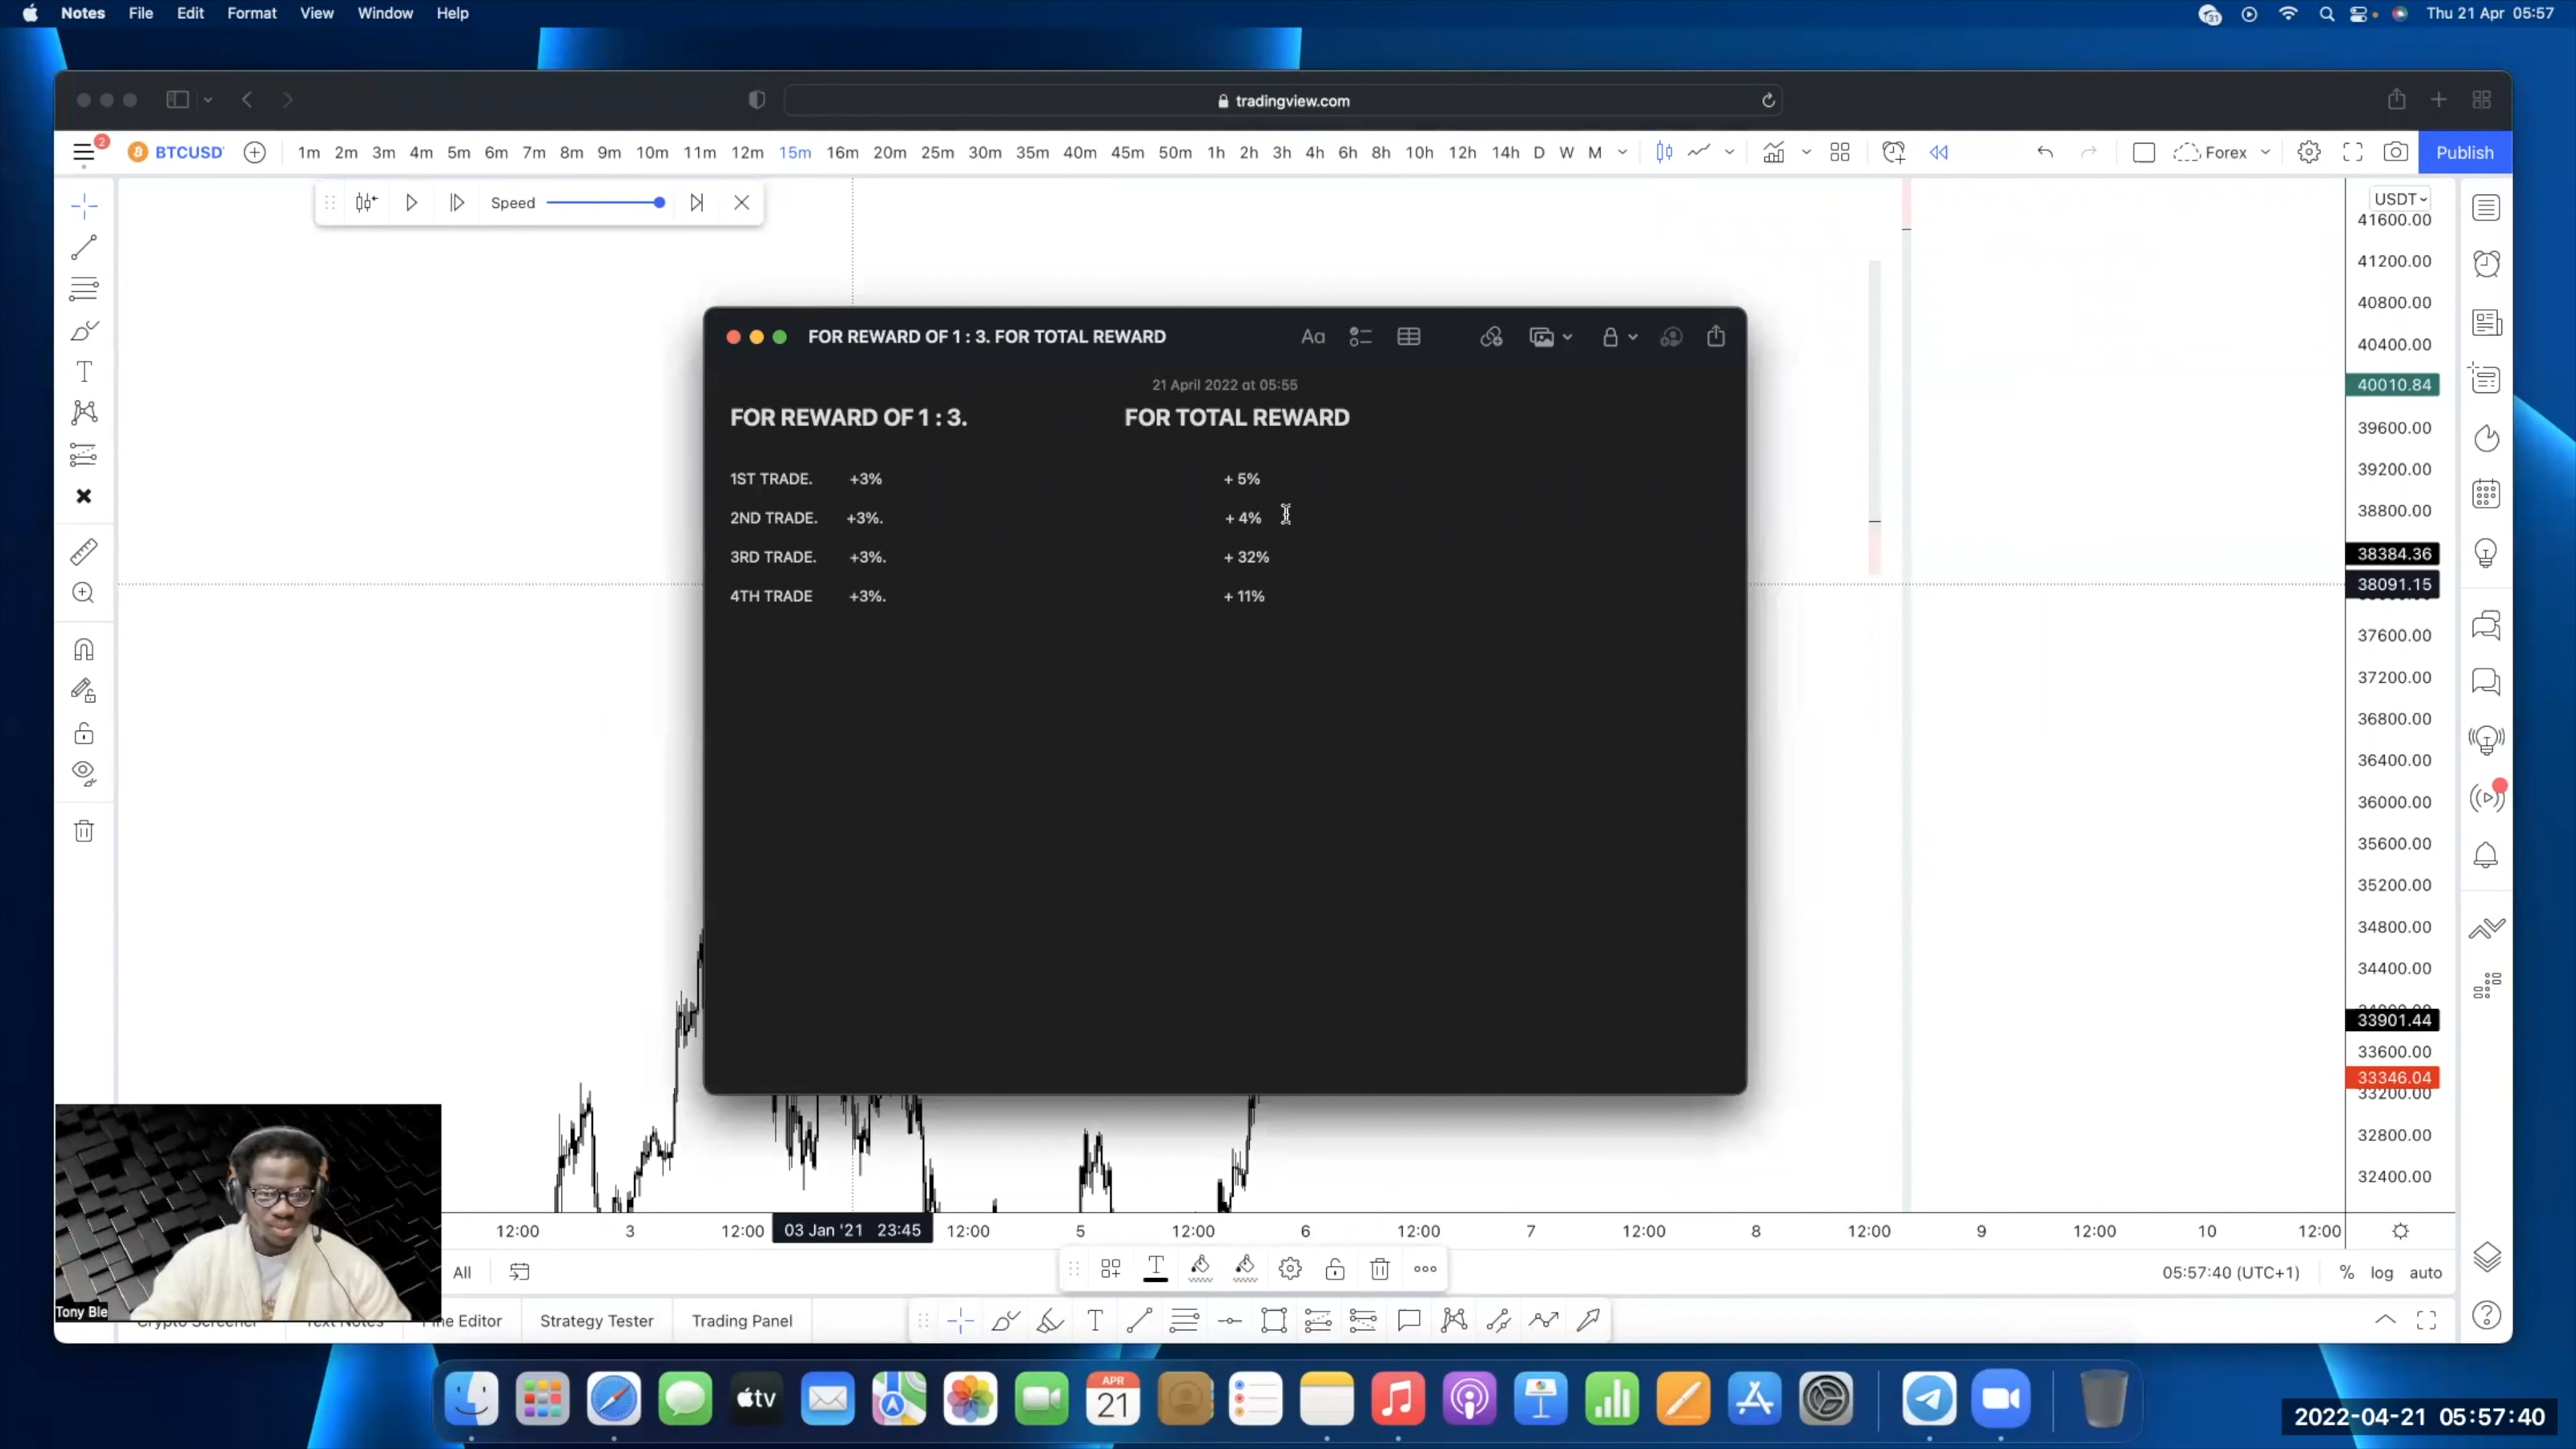 Notes File Edit Format View Window Help
31 Thu 21 Apr 05:57
tradingview.com
2 BTCUSD 1m 2m 3m 4m 5m 6m 7m 8m 9m 10m 11m 12m 15m 16m 20m 25m 30m 35m 40m 45m 50m 1h 2h 3h 4h 6h 8h 10h 12h 14h D W M Forex Publish
Speed
USDT
41600.00
41200.00
40800.00
40400.00
40010.84
39600.00
39200.00
38800.00
38384.36
38091.15
37600.00
37200.00
36800.00
36400.00
36000.00
35600.00
35200.00
34800.00
34400.00
33901.44
33600.00
33346.04
33200.00
32800.00
32400.00
FOR REWARD OF 1 : 3. FOR TOTAL REWARD Aa
21 April 2022 at 05:55
FOR REWARD OF 1 : 3. FOR TOTAL REWARD
1ST TRADE. +3% + 5%
2ND TRADE. +3%. + 4%
3RD TRADE. +3%. + 32%
4TH TRADE +3%. + 11%
12:00 3 12:00 03 Jan '21 23:45 12:00 5 12:00 6 12:00 7 12:00 8 12:00 9 12:00 10 12:00
All 05:57:40 (UTC+1) % log auto
Tony Ble
Strategy Tester Trading Panel
tv APR 21
2022-04-21 05:57:40